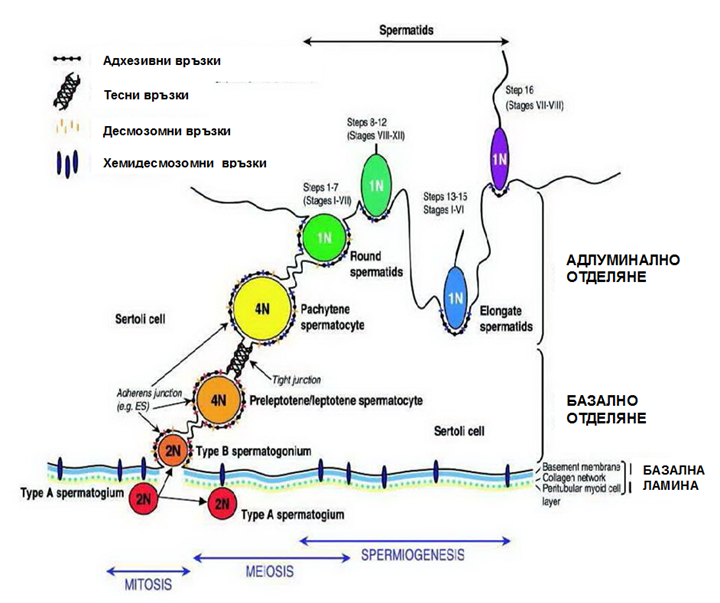 Spermatids
Адхезивни връзки
Тесни връзки
Десмозомни връзки
Хемидесмозомни връзки
Step 16
(Stages VII-VIII)
Steps 8-12
(Stages VIII-XII)
1N
1N
Steps 1-7
(Stages I-VII)
Steps 13-15
Stages I-VI
1N
Round
spermatids
АДЛУМИНАЛНО
ОТДЕЛЯНЕ
1N
4N
Pachytene
spermatocyte
Elongate
spermatids
Sertoli cell
Tight junction
Adherens junction
(e.g. ES)
4N
Preleptotene/leptotene spermatocyte
БАЗАЛНО
ОТДЕЛЯНЕ
Sertoli cell
2N
Type B spermatogonium
Basement membrane
Collagen network
Peritubular myoid cell
layer
БАЗАЛНА
ЛАМИНА
Type A spermatogium
2N
2N
Type A spermatogium
MITOSIS
MEIOSIS
SPERMIOGENESIS